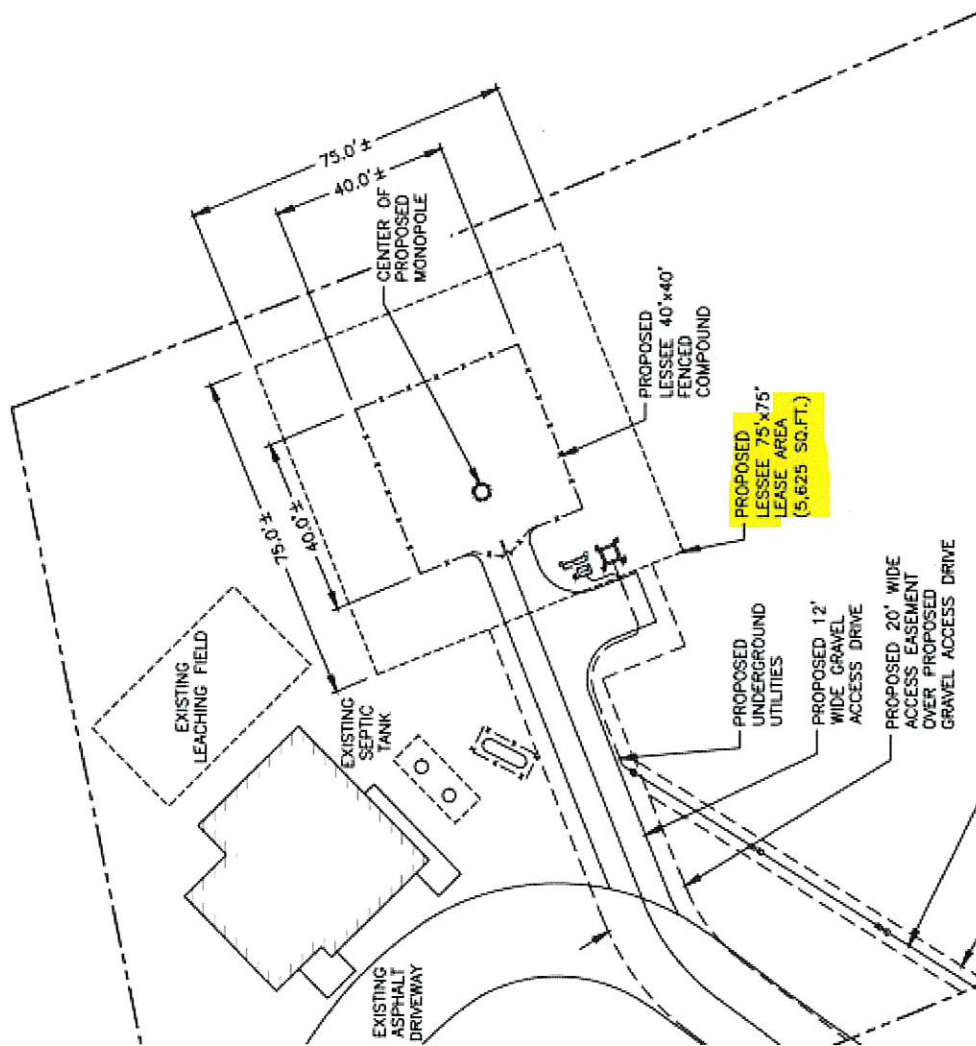 75.0'±
40.0'±
CENTER OF
PROPOSED
MONOPOLE
75.0'±
40.0'±
PROPOSED
LESSEE 40'x40'
FENCED
COMPOUND
PROPOSED
LESSEE 75'x75'
LEASE AREA
(5,625 SQ.FT.)
EXISTING
LEACHING FIELD
EXISTING
SEPTIC
TANK
PROPOSED
UNDERGROUND
UTILITIES
PROPOSED 12'
WIDE GRAVEL
ACCESS DRIVE
PROPOSED 20' WIDE
ACCESS EASEMENT
OVER PROPOSED
GRAVEL ACCESS DRIVE
EXISTING
ASPHALT
DRIVEWAY